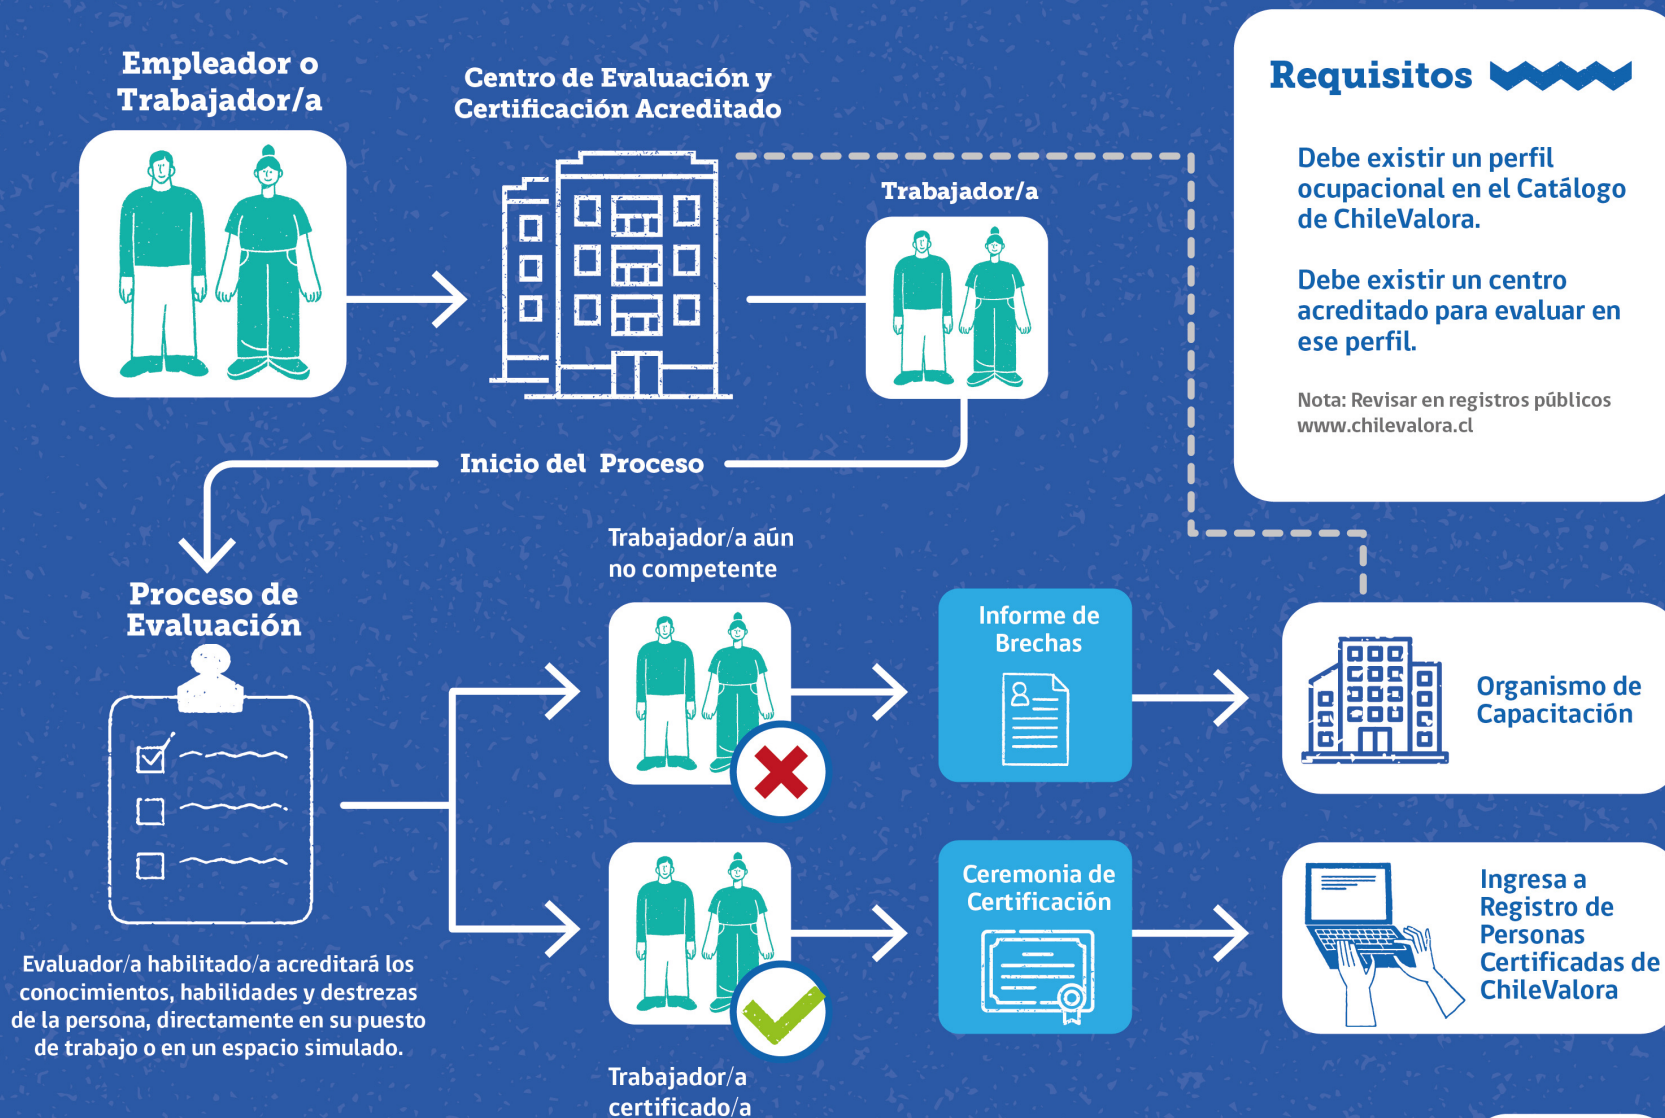 Empleador o
Trabajador/a
Centro de Evaluación y
Certificación Acreditado
Trabajador/a
Requisitos
Debe existir un perfil
ocupacional en el Catálogo
de ChileValora.
Debe existir un centro
acreditado para evaluar en
ese perfil.
Nota: Revisar en registros públicos
www.chilevalora.cl
Inicio del Proceso
Proceso de
Evaluación
Evaluador/a habilitado/a acreditará los
conocimientos, habilidades y destrezas
de la persona, directamente en su puesto
de trabajo o en un espacio simulado.
Trabajador/a aún
no competente
Informe de
Brechas
Organismo de
Capacitación
Trabajador/a
certificado/a
Ceremonia de
Certificación
Ingresa a
Registro de
Personas
Certificadas de
ChileValora